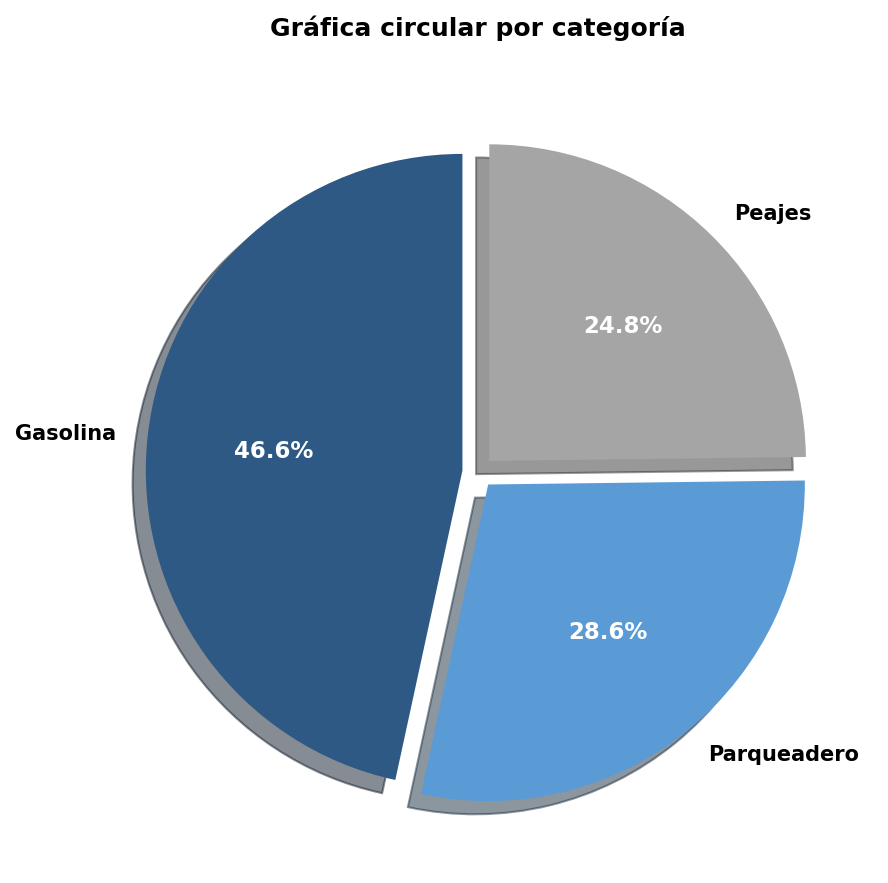 Gráfica circular por categoría
Peajes
24.8%
Gasolina
46.6%
28.6%
Parqueadero